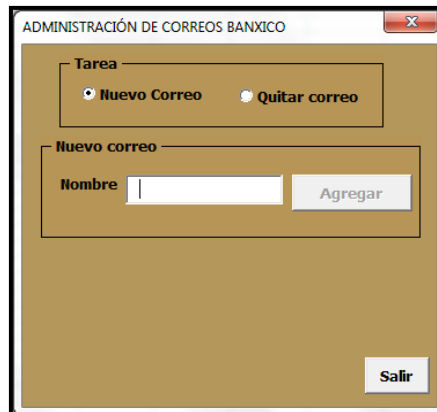 ADMINISTRACIÓN DE CORREOS BANXICO
Tarea
Nuevo Correo Quitar correo
Nuevo correo
Nombre Agregar
Salir